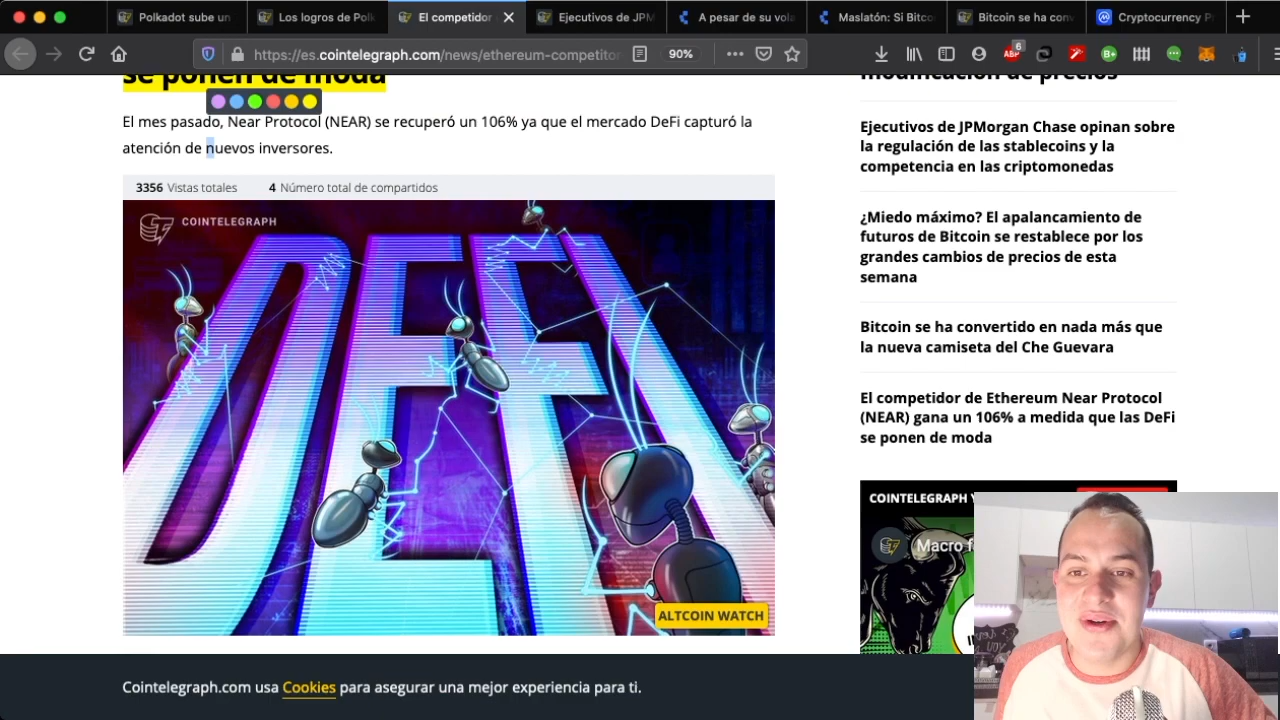 Polkadot sube un
Los logros de Polk
El competidor
Ejecutivos de JPM
A pesar de su vola
Maslatón: Si Bitco
Bitcoin se ha conv
Cryptocurrency P
https://es.cointelegraph.com/news/ethereum-competitor
90%
ABP
6
B+
se ponen de moda
El mes pasado, Near Protocol (NEAR) se recuperó un 106% ya que el mercado DeFi capturó la
atención de nuevos inversores.
3356 Vistas totales
4 Número total de compartidos
COINTELEGRAPH
DEFI
ALTCOIN WATCH
modificación de precios
Ejecutivos de JPMorgan Chase opinan sobre
la regulación de las stablecoins y la
competencia en las criptomonedas
¿Miedo máximo? El apalancamiento de
futuros de Bitcoin se restablece por los
grandes cambios de precios de esta
semana
Bitcoin se ha convertido en nada más que
la nueva camiseta del Che Guevara
El competidor de Ethereum Near Protocol
(NEAR) gana un 106% a medida que las DeFi
se ponen de moda
COINTELEGRAPH Y
Macro f
Cointelegraph.com usa Cookies para asegurar una mejor experiencia para ti.